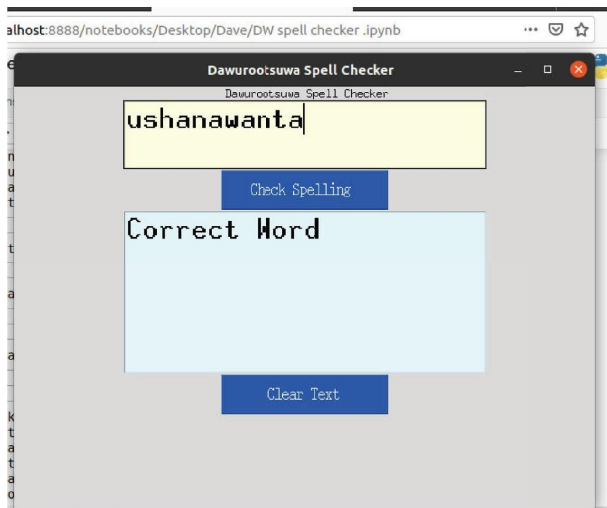 alhost:8888/notebooks/Desktop/Dave/DW spell checker .ipynb
Dawurootsuwa Spell Checker
Dawurootsuwa Spell Checker
ushanawanta
Check Spelling
Correct Word
Clear Text